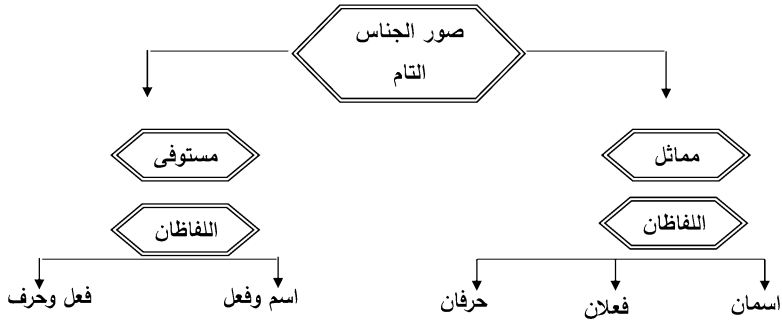 صور الجناس
التام
مماثل
مستوفى
اللفاظان
اللفاظان
اسمان
فعلان
حرفان
اسم وفعل
فعل وحرف